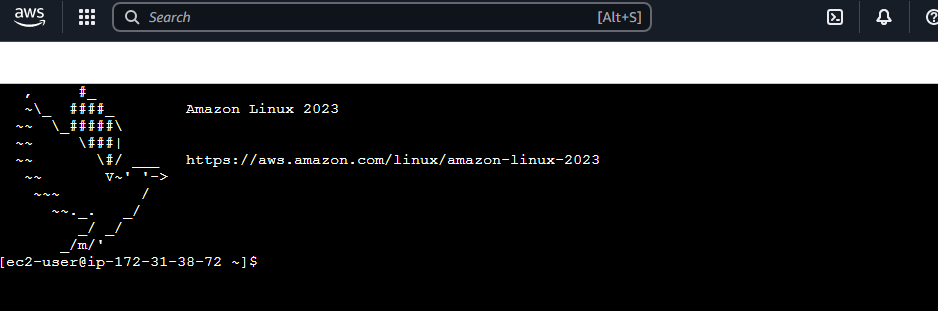 aws
Search
[Alt+S]
   ,     #_
   ~\_  ####_        Amazon Linux 2023
  ~~  \_#####\
  ~~     \###|
  ~~       \#/ ___   https://aws.amazon.com/linux/amazon-linux-2023
   ~~       V~' '->
    ~~~         /
      ~~._.   _/
         _/ _/
       _/m/'
[ec2-user@ip-172-31-38-72 ~]$